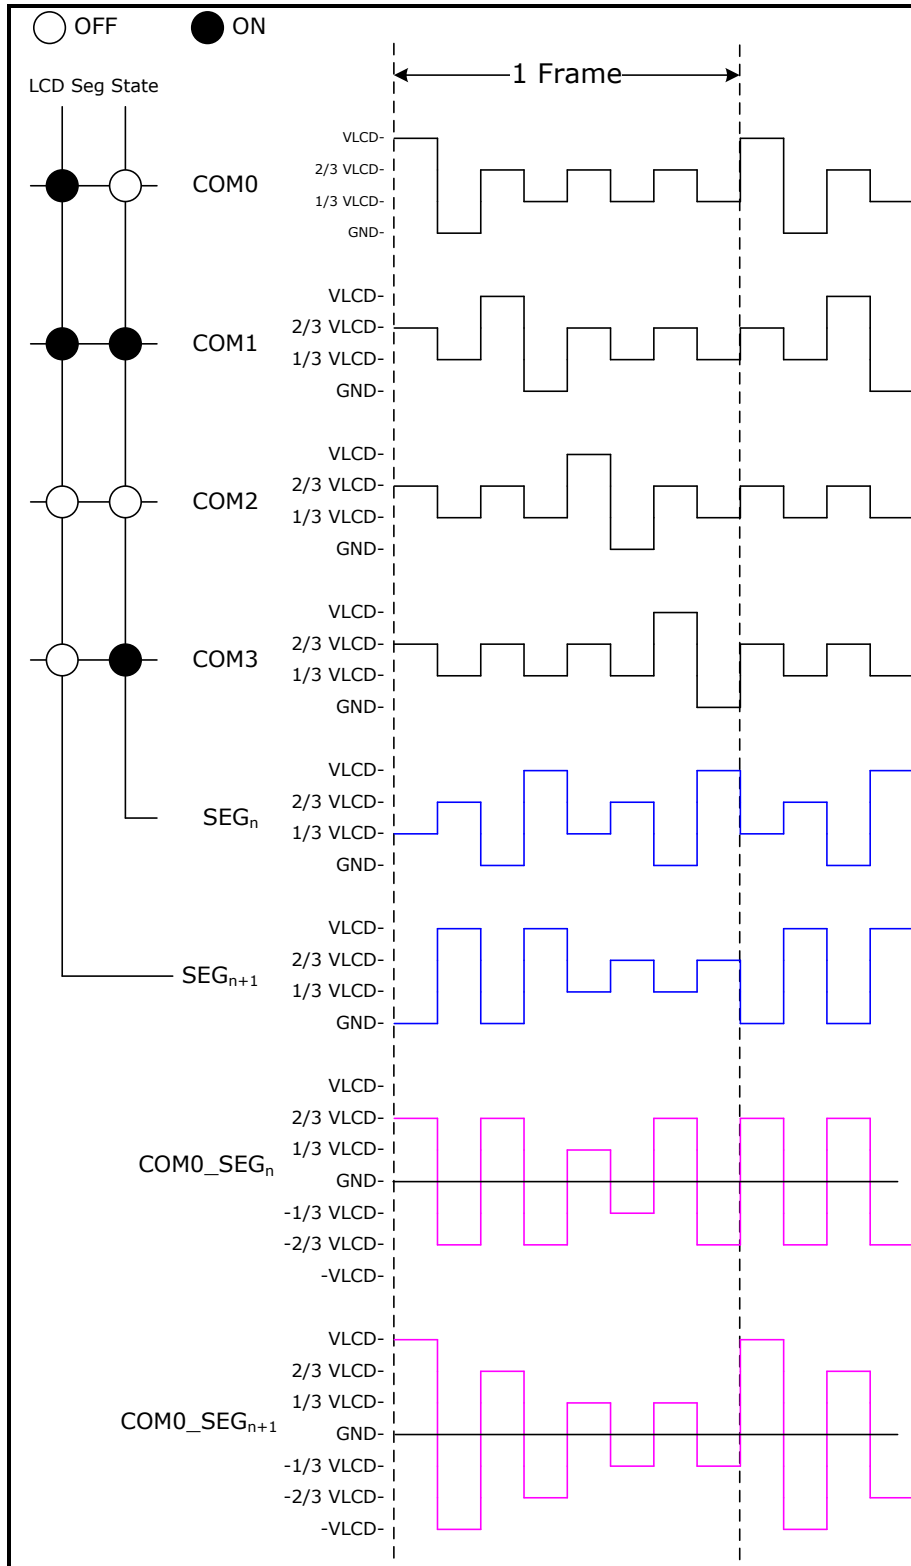 OFF ON
LCD Seg State
1 Frame
VLCD-
2/3 VLCD-
COM0
1/3 VLCD-
GND-
VLCD-
2/3 VLCD-
COM1
1/3 VLCD-
GND-
VLCD-
2/3 VLCD-
COM2
1/3 VLCD-
GND-
VLCD-
2/3 VLCD-
COM3
1/3 VLCD-
GND-
VLCD-
2/3 VLCD-
SEGn
1/3 VLCD-
GND-
VLCD-
2/3 VLCD-
SEGn+1
1/3 VLCD-
GND-
VLCD-
2/3 VLCD-
1/3 VLCD-
COM0_SEGn
GND-
-1/3 VLCD-
-2/3 VLCD-
-VLCD-
VLCD-
2/3 VLCD-
1/3 VLCD-
COM0_SEGn+1
GND-
-1/3 VLCD-
-2/3 VLCD-
-VLCD-